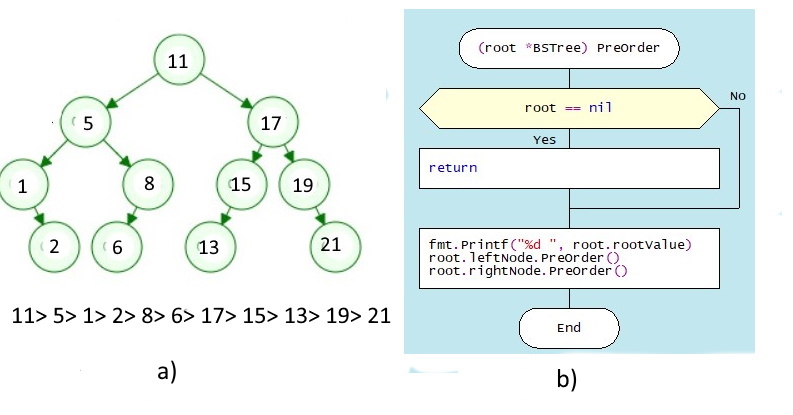 11
5
17
1
8
15
19
2
6
13
21
11> 5> 1> 2> 8> 6> 17> 15> 13> 19> 21
a)
(root *BSTree) PreOrder
root == nil
No
Yes
return
fmt.Printf("%d ", root.rootValue)
root.leftNode.PreOrder()
root.rightNode.PreOrder()
End
b)